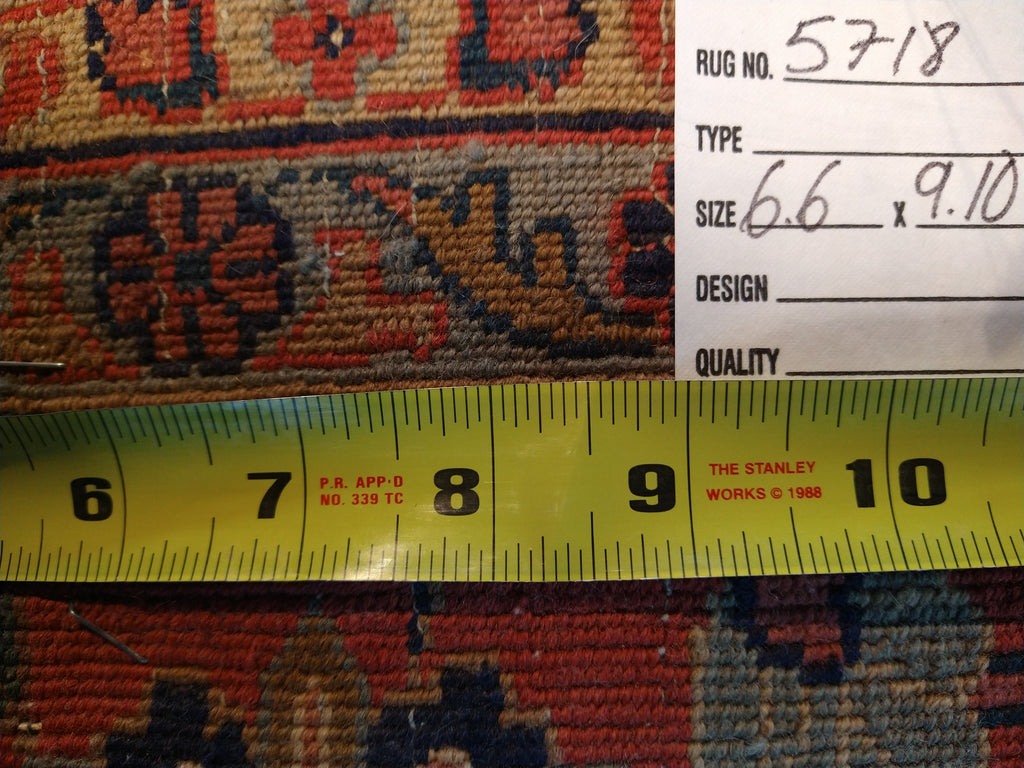 RUG NO. 5718
TYPE
SIZE 6.6 X 9.10
DESIGN
QUALITY
6 7 P.R. APP'D 8 9 THE STANLEY 10
NO. 339 TC WORKS © 1988